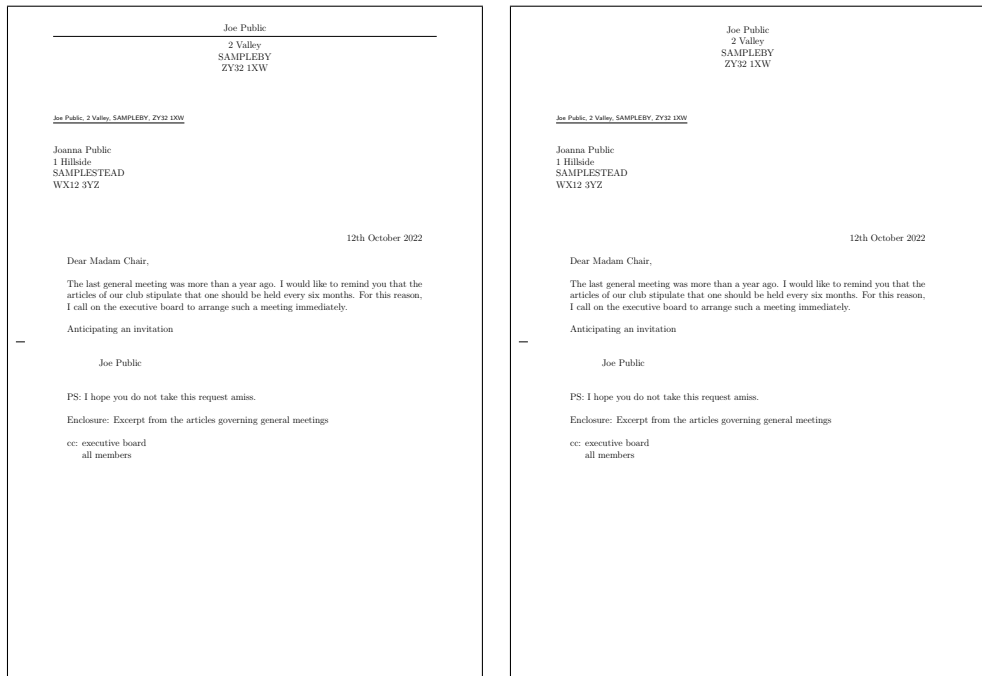 Joe Public
2 Valley
SAMPLEBY
ZY32 1XW
Joe Public, 2 Valley, SAMPLEBY, ZY32 1XW
Joanna Public
1 Hillside
SAMPLESTEAD
WX12 3YZ
12th October 2022
Dear Madam Chair,
The last general meeting was more than a year ago. I would like to remind you that the
articles of our club stipulate that one should be held every six months. For this reason,
I call on the executive board to arrange such a meeting immediately.
Anticipating an invitation
Joe Public
PS: I hope you do not take this request amiss.
Enclosure: Excerpt from the articles governing general meetings
cc: executive board
all members
Joe Public
2 Valley
SAMPLEBY
ZY32 1XW
Joe Public, 2 Valley, SAMPLEBY, ZY32 1XW
Joanna Public
1 Hillside
SAMPLESTEAD
WX12 3YZ
12th October 2022
Dear Madam Chair,
The last general meeting was more than a year ago. I would like to remind you that the
articles of our club stipulate that one should be held every six months. For this reason,
I call on the executive board to arrange such a meeting immediately.
Anticipating an invitation
Joe Public
PS: I hope you do not take this request amiss.
Enclosure: Excerpt from the articles governing general meetings
cc: executive board
all members